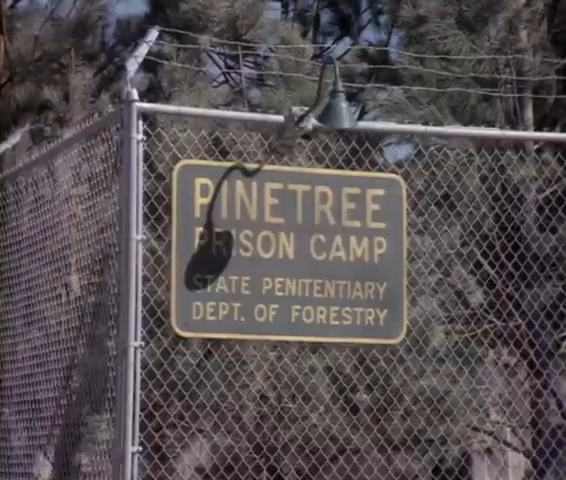 PINETREE
PRISON CAMP
STATE PENITENTIARY
DEPT. OF FORESTRY